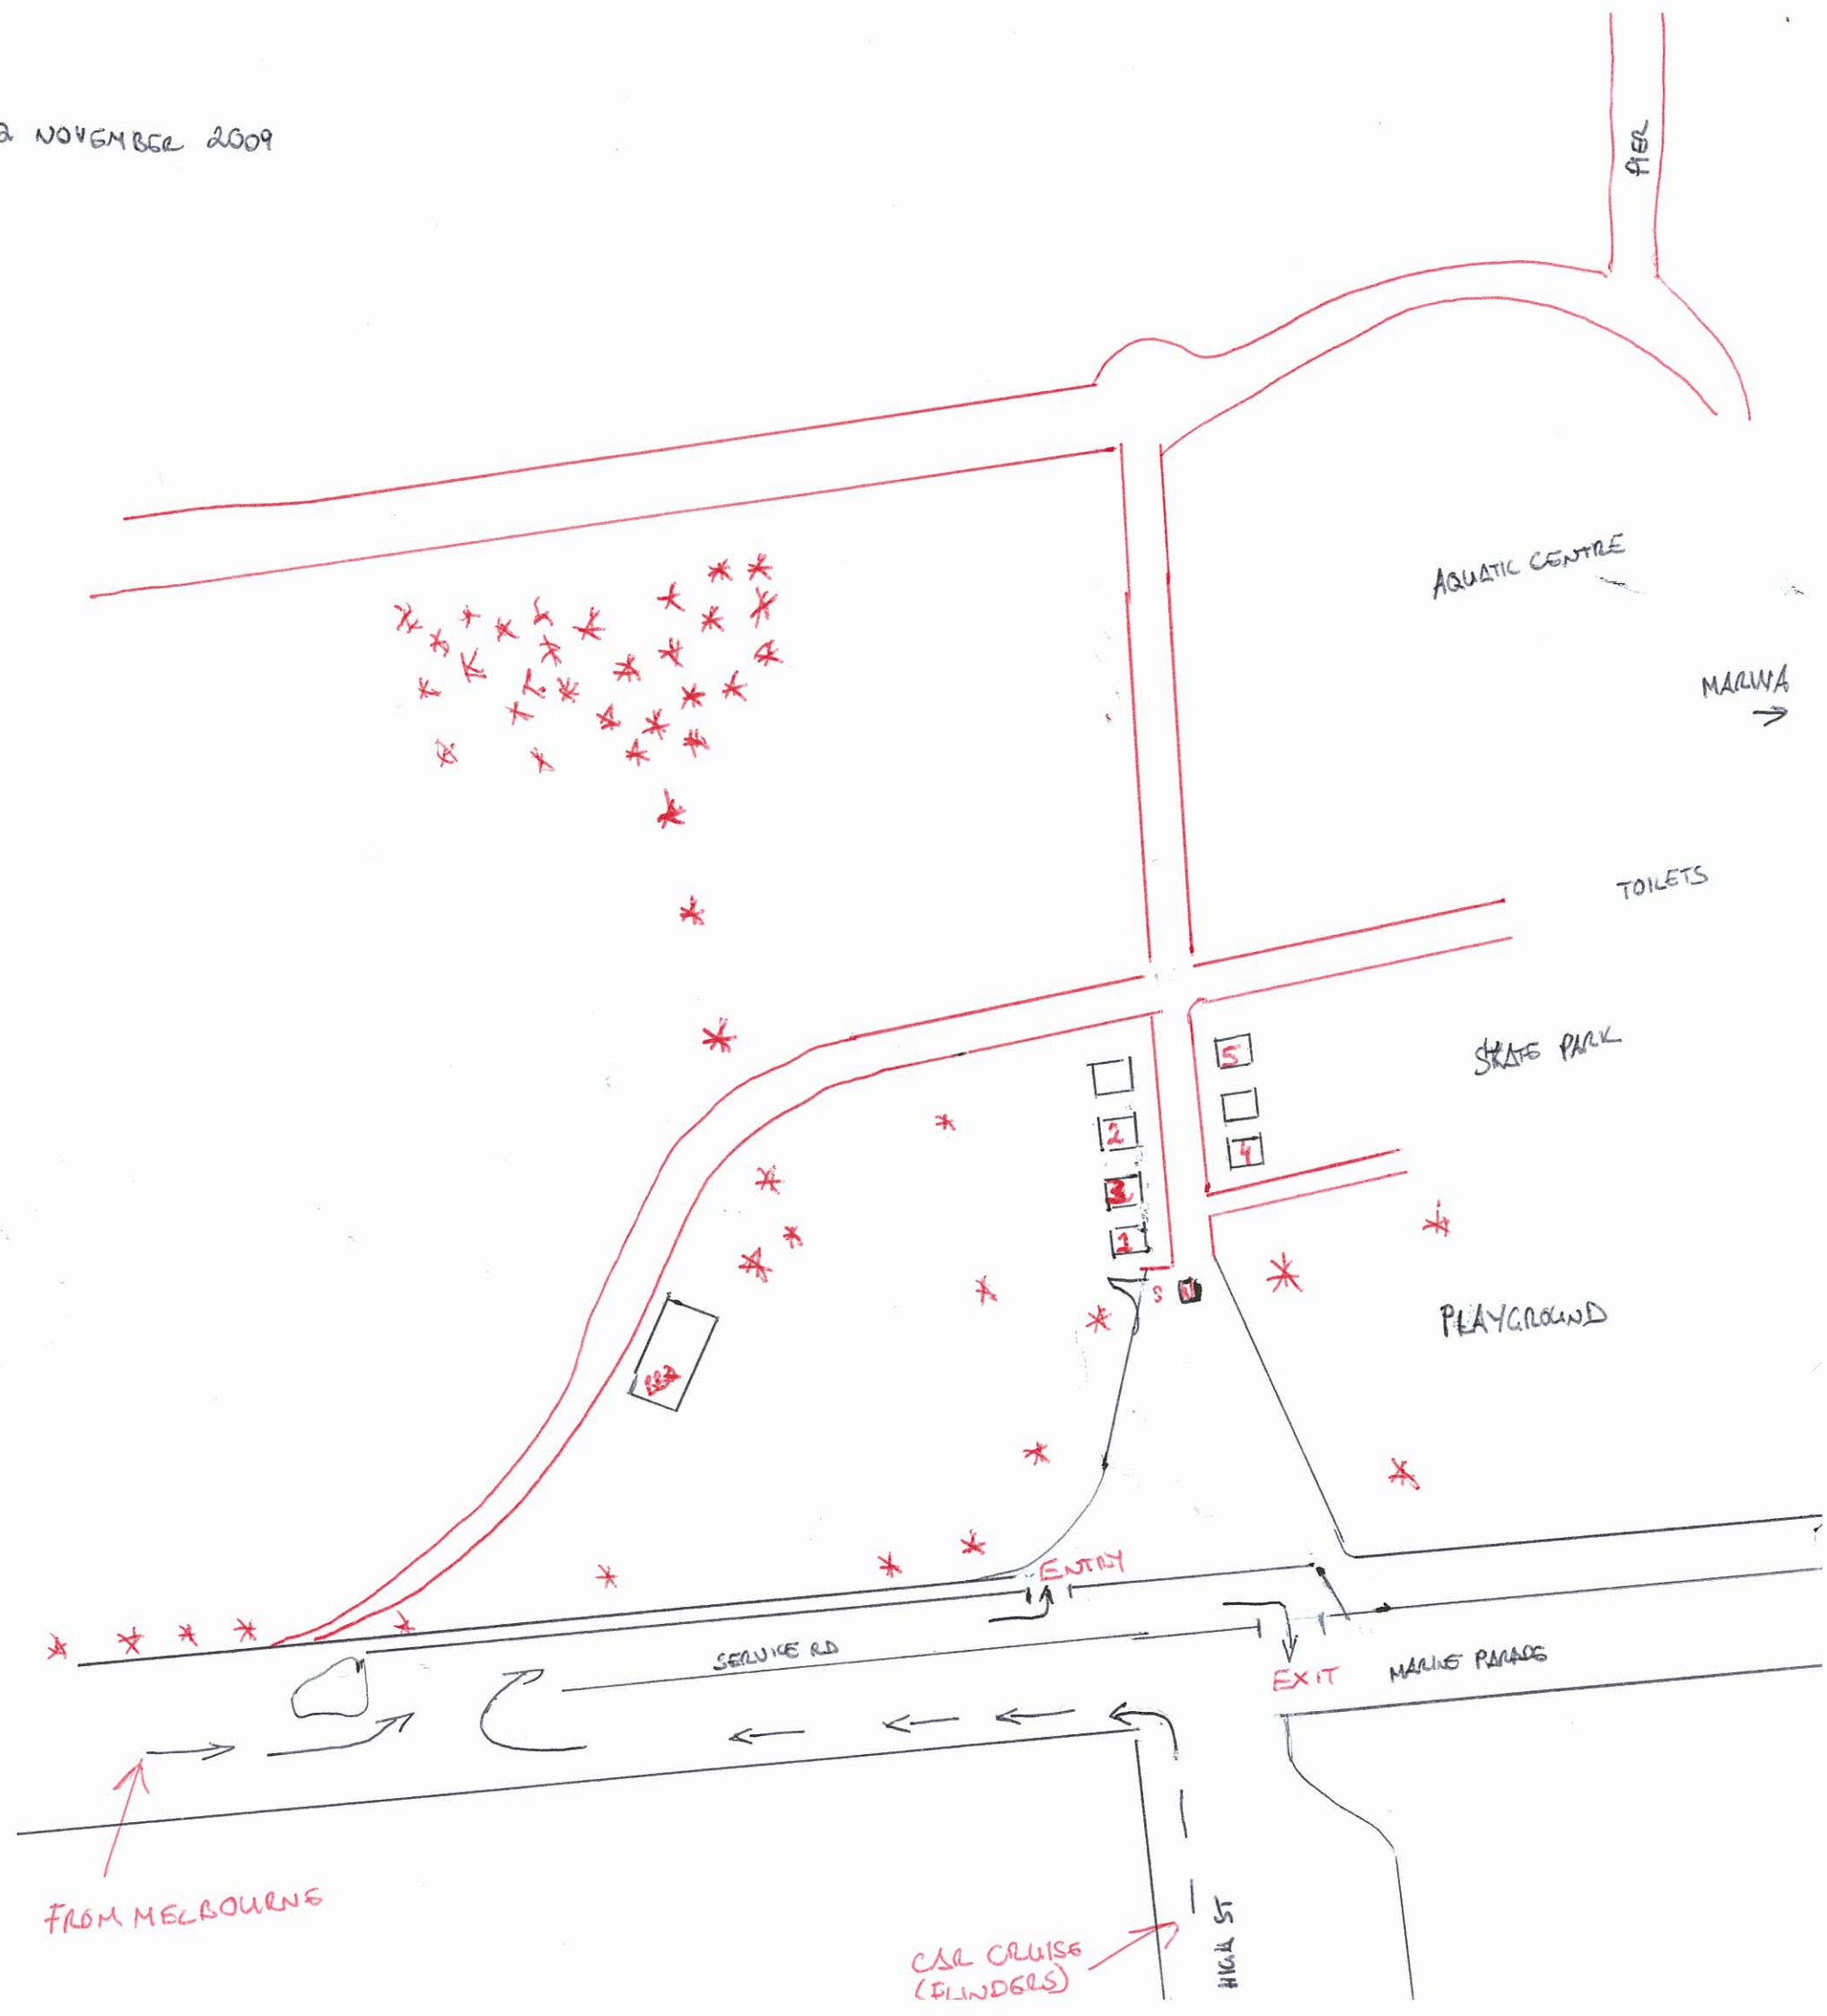 2 NOVEMBER 2009
PIER
AQUATIC CENTRE
MARINA
TOILETS
SKATE PARK
5
2
4
3
1
S
PLAYGROUND
ENTRY
SERVICE RD
EXIT
MARINE PARADE
FROM MELBOURNE
CAR CRUISE
(FLINDERS)
HIGH ST